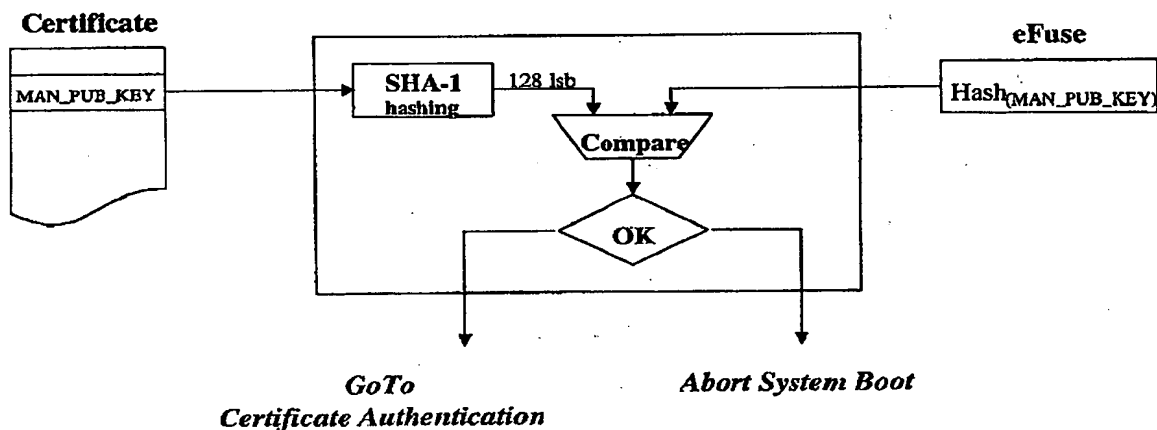 Certificate
eFuse
MAN_PUB_KEY
SHA-1
hashing
128 lsb
Hash(MAN_PUB_KEY)
Compare
OK
GoTo
Certificate Authentication
Abort System Boot